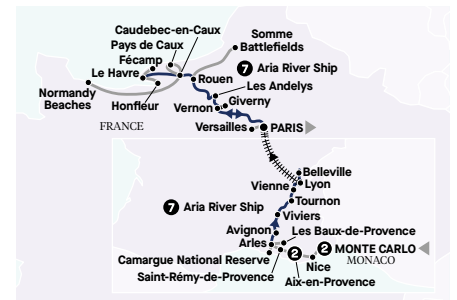 Caudebec-en-Caux
Somme
Battlefields
Pays de Caux
Fécamp
Le Havre
7 Aria River Ship
Rouen
Les Andelys
Normandy
Beaches
Honfleur
Giverny
Vernon
FRANCE
Versailles
PARIS
Belleville
Vienne
Lyon
Tournon
7 Aria River Ship
Viviers
Avignon
Les Baux-de-Provence
Arles
2
2 MONTE CARLO
Camargue National Reserve
MONACO
Nice
Saint-Rémy-de-Provence
Aix-en-Provence